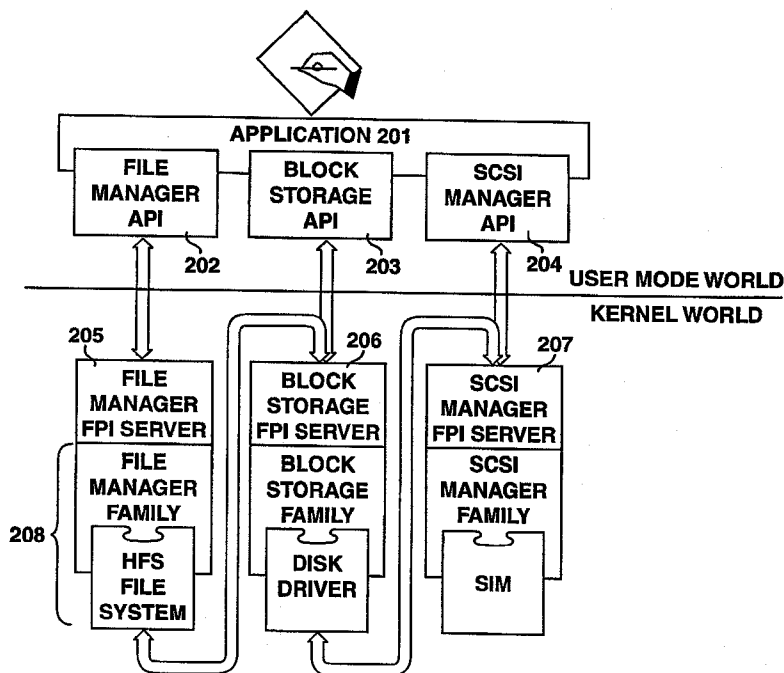 APPLICATION 201
FILE
MANAGER
API
BLOCK
STORAGE
API
SCSI
MANAGER
API
202
203
204
USER MODE WORLD
KERNEL WORLD
205
206
207
FILE
MANAGER
FPI SERVER
BLOCK
STORAGE
FPI SERVER
SCSI
MANAGER
FPI SERVER
FILE
MANAGER
FAMILY
BLOCK
STORAGE
FAMILY
SCSI
MANAGER
FAMILY
208
HFS
FILE
SYSTEM
DISK
DRIVER
SIM